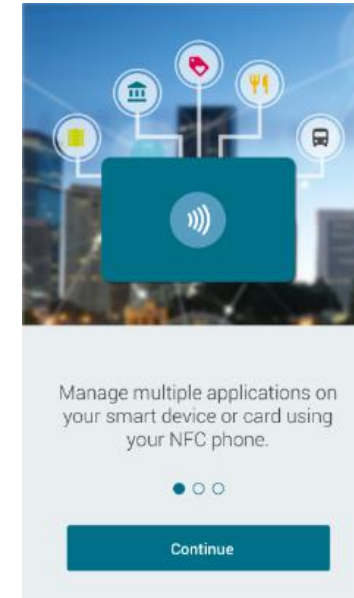 Manage multiple applications on
your smart device or card using
your NFC phone.
Continue